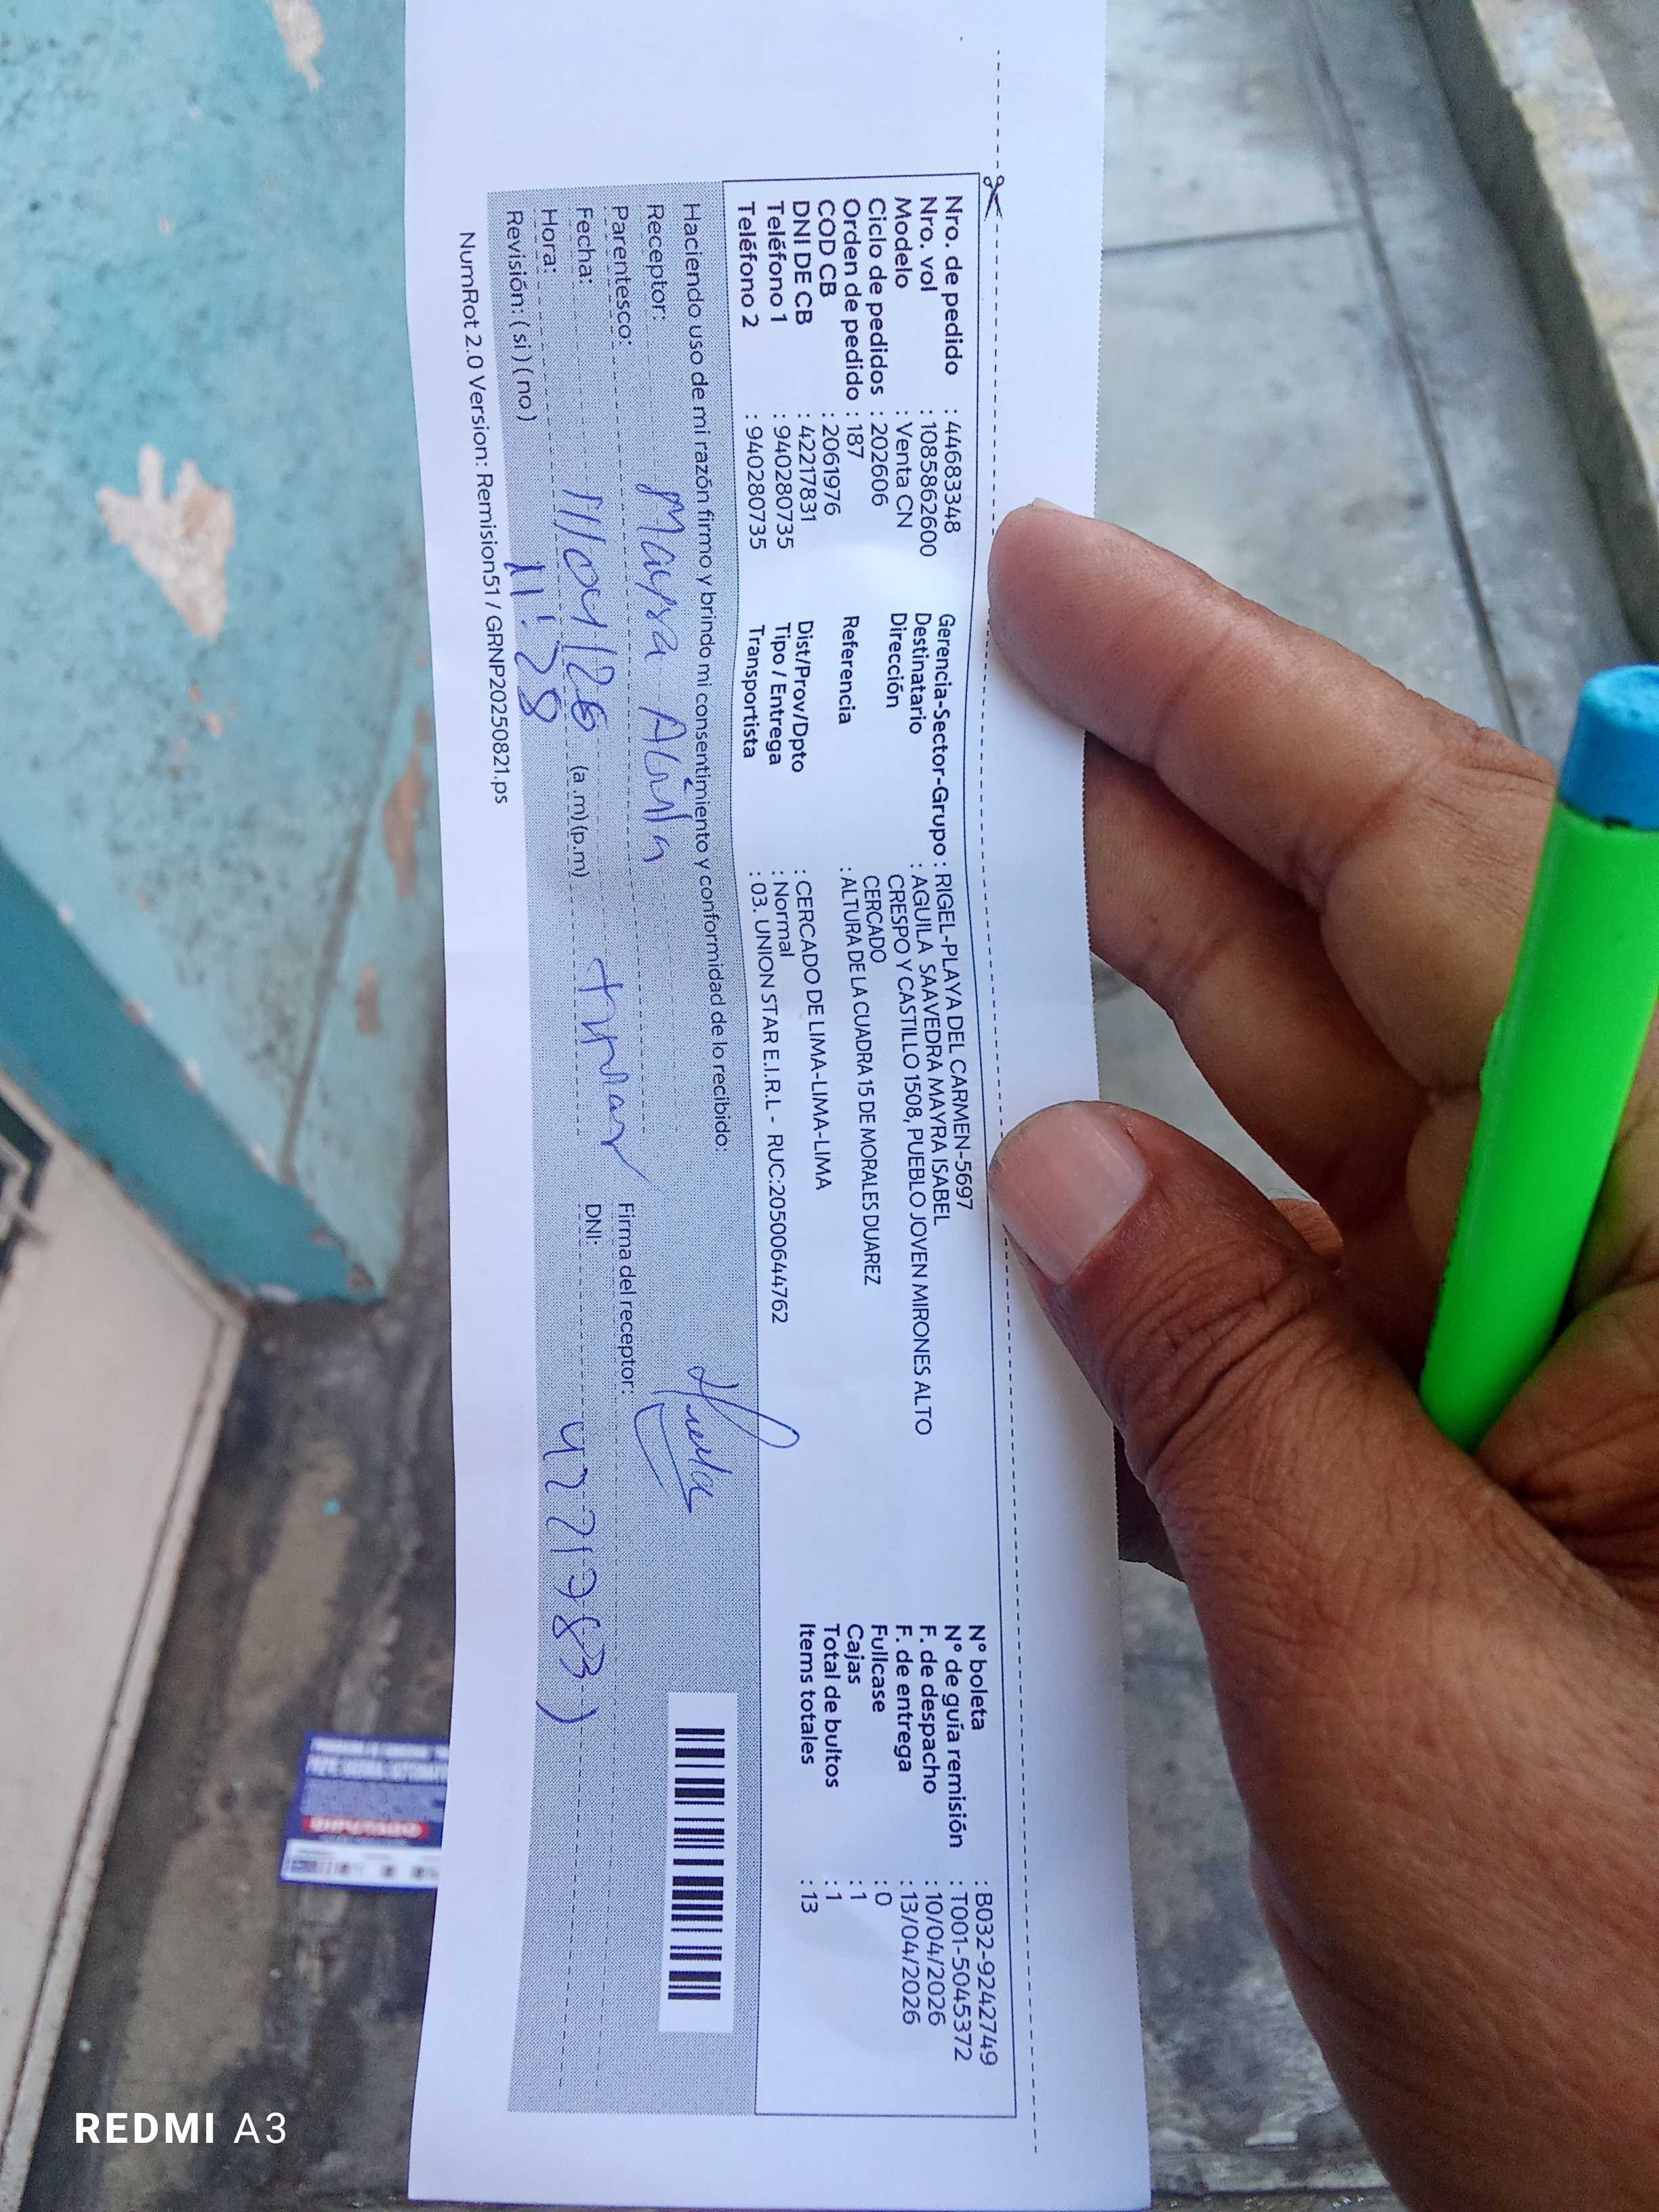 Nro. de pedido : 44683348
Nro. vol : 1085862600
Modelo : Venta CN
Ciclo de pedidos : 202606
Orden de pedido : 187
COD CB : 2061976
DNI DE CB : 42217831
Teléfono 1 : 940280735
Teléfono 2 : 940280735
Gerencia-Sector-Grupo : RIGEL-PLAYA DEL CARMEN-5697
Destinatario : AGUILA SAAVEDRA MAYRA ISABEL
Dirección CRESPO Y CASTILLO 1508, PUEBLO JOVEN MIRONES ALTO
CERCADO
Referencia : ALTURA DE LA CUADRA 15 DE MORALES DUAREZ
Dist/Prov/Dpto : CERCADO DE LIMA-LIMA-LIMA
Tipo / Entrega : Normal
Transportista : 03. UNION STAR E.I.R.L - RUC:20500644762
N° boleta : B032-9242749
N° de guía remisión : T001-5045372
F. de despacho : 10/04/2026
F. de entrega : 13/04/2026
Fullcase : 0
Cajas : 1
Total de bultos : 1
Items totales : 13
Haciendo uso de mi razón firmo y brindo mi consentimiento y conformidad de lo recibido:
Receptor: Mayra
Parentesco:
Fecha: 11/04/26
Hora: 11:28 (a .m) (p.m)
Revisión: ( si ) ( no )
Firma del receptor:
DNI:
NumRot 2.0 Version: Remision51 / GRNP20250821.ps
REDMI A3